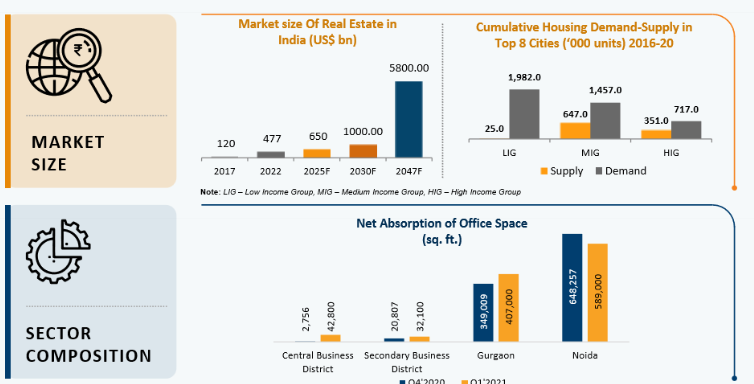 ₹
MARKET
SIZE
Market size Of Real Estate in
India (US$ bn)
120
477
650
1000.00
5800.00
2017
2022
2025F
2030F
2047F
Cumulative Housing Demand-Supply in
Top 8 Cities (‘000 units) 2016-20
25.0
1,982.0
647.0
1,457.0
351.0
717.0
LIG
MIG
HIG
Supply
Demand
Note: LIG – Low Income Group, MIG – Medium Income Group, HIG – High Income Group
SECTOR
COMPOSITION
Net Absorption of Office Space
(sq. ft.)
2,756
42,800
20,807
32,100
349,009
407,000
648,257
589,000
Central Business
District
Secondary Business
District
Gurgaon
Noida
Q4'2020
Q1'2021